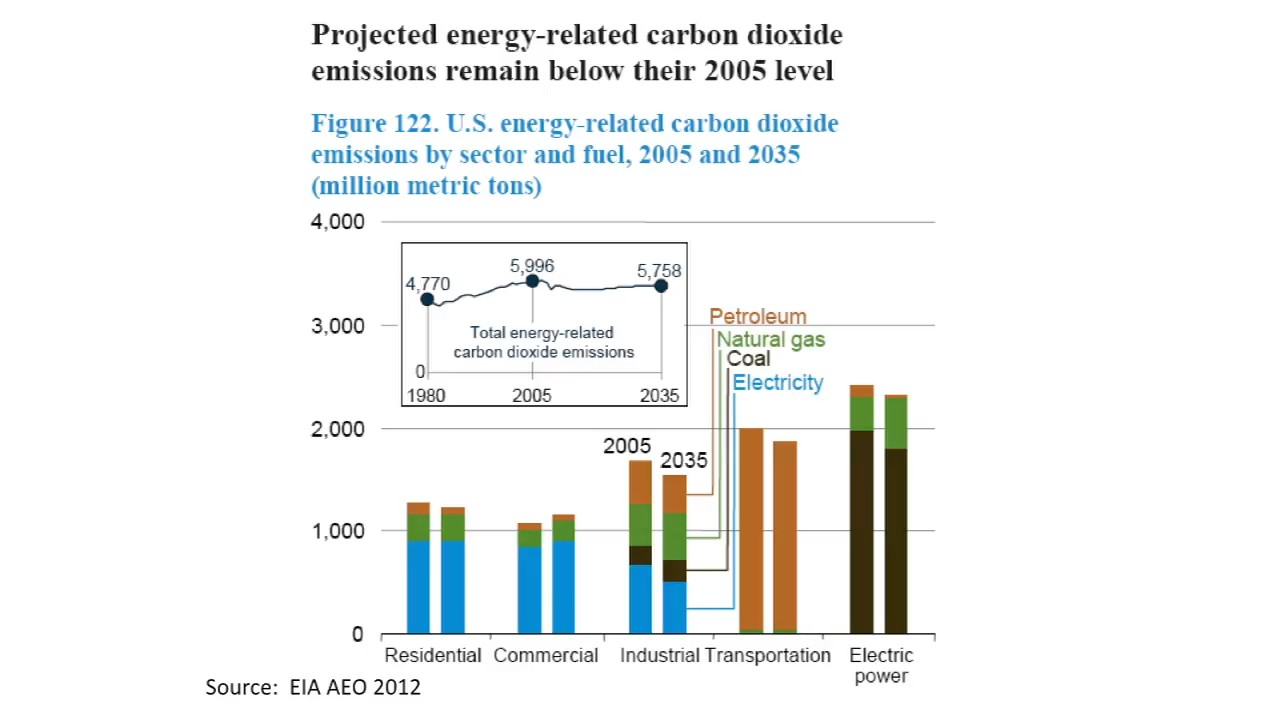 Projected energy-related carbon dioxide
emissions remain below their 2005 level
Figure 122. U.S. energy-related carbon dioxide
emissions by sector and fuel, 2005 and 2035
(million metric tons)
4,000
3,000
2,000
1,000
0
4,770
5,996
5,758
Total energy-related
carbon dioxide emissions
0
1980
2005
2035
Petroleum
Natural gas
Coal
Electricity
2005
2035
Residential
Commercial
Industrial
Transportation
Electric
power
Source: EIA AEO 2012